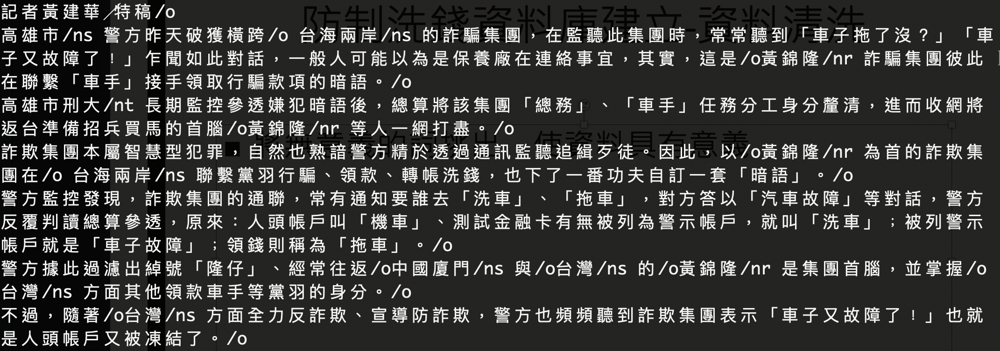 防制洗錢資料庫建立-資料清洗
記者黃建華╱特稿/o
高雄市/ns 警方昨天破獲橫跨/o 台海兩岸/ns 的詐騙集團，在監聽此集團時，常常聽到「車子拖了沒？」「車
子又故障了！」乍聞如此對話，一般人可能以為是保養廠在連絡事宜，其實，這是/o黃錦隆/nr 詐騙集團彼此
在聯繫「車手」接手領取行騙款項的暗語。/o
高雄市刑大/nt 長期監控參透嫌犯暗語後，總算將該集團「總務」、「車手」任務分工身分釐清，進而收網將
返台準備招兵買馬的首腦/o黃錦隆/nr 等人一網打盡。/o
■將無意義的詞挑出 使資料具有意義
詐欺集團本屬智慧型犯罪，自然也熟諳警方精於透過通訊監聽追緝歹徒。因此，以/o黃錦隆/nr 為首的詐欺集
團在/o 台海兩岸/ns 聯繫黨羽行騙、領款、轉帳洗錢，也下了一番功夫自訂一套「暗語」。/o
警方監控發現，詐欺集團的通聯，常有通知要誰去「洗車」、「拖車」，對方答以「汽車故障」等對話，警方
反覆判讀總算參透，原來：人頭帳戶叫「機車」、測試金融卡有無被列為警示帳戶，就叫「洗車」；被列警示
帳戶就是「車子故障」；領錢則稱為「拖車」。/o
警方據此過濾出綽號「隆仔」、經常往返/o中國廈門/ns 與/o台灣/ns 的/o黃錦隆/nr 是集團首腦，並掌握/o
台灣/ns 方面其他領款車手等黨羽的身分。/o
不過，隨著/o台灣/ns 方面全力反詐欺、宣導防詐欺，警方也頻頻聽到詐欺集團表示「車子又故障了！」也就
是人頭帳戶又被凍結了。/o